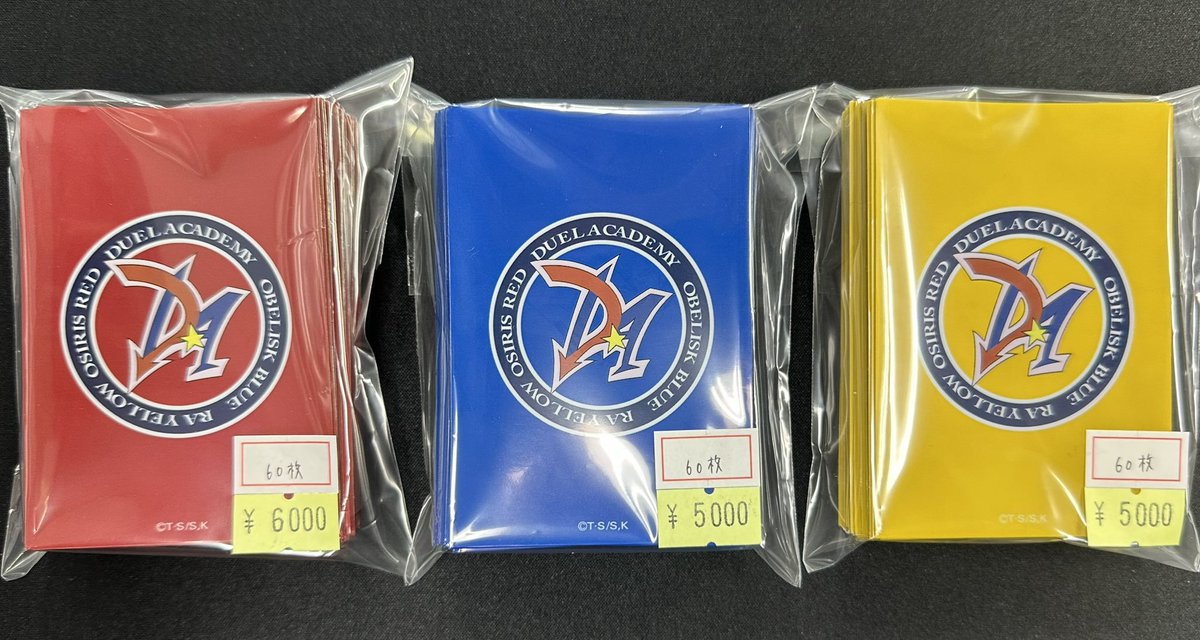 DUEL ACADEMY
OBELISK BLUE
RA YELLOW
OSIRIS RED
DA
60枚
¥ 6000
©T·S/S,K
DUEL ACADEMY
OBELISK BLUE
RA YELLOW
OSIRIS RED
DA
60枚
¥ 5000
©T·S/S,K
DUEL ACADEMY
OBELISK BLUE
RA YELLOW
OSIRIS RED
DA
60枚
¥ 5000
©T·S/S,K